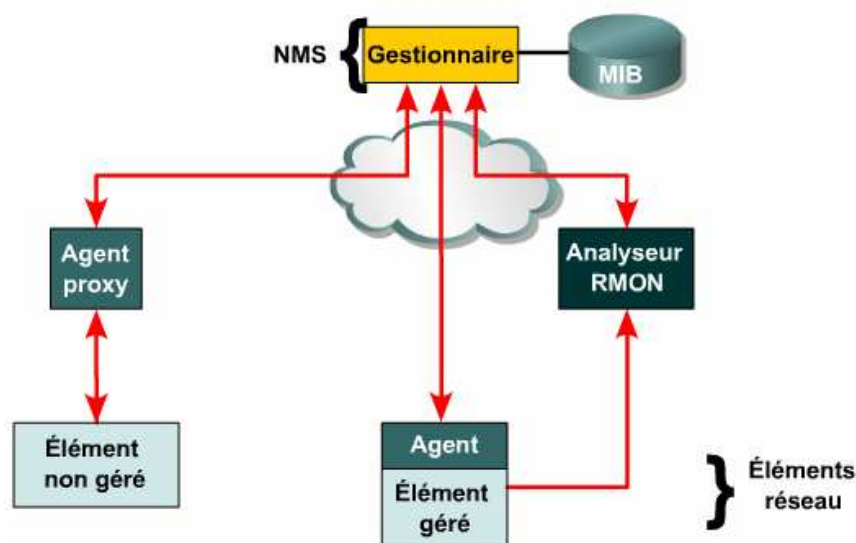 NMS
Gestionnaire
MIB
Agent
proxy
Analyseur
RMON
Élément
non géré
Agent
Élément
géré
Éléments
réseau